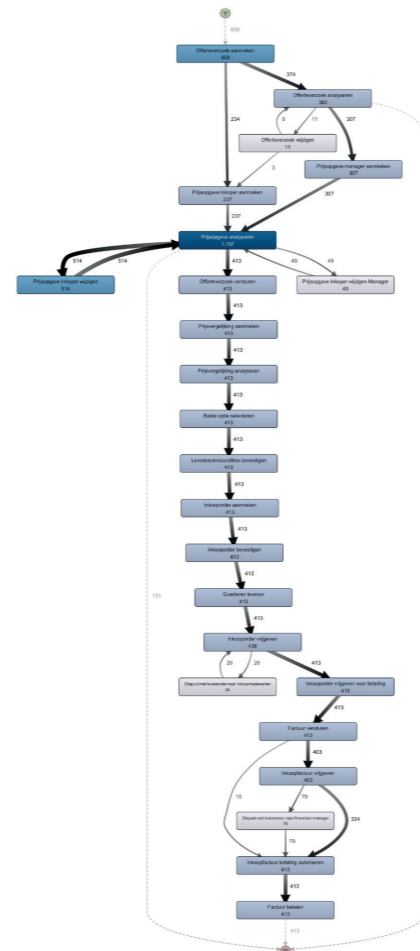 608
Offerteverzoek aanmaken
608
374
Offerteverzoek analyseren
382
234
8
11
307
Offerteverzoek wijzigen
11
Prijsopgave manager aanmaken
307
3
Prijsopgave inkoper aanmaken
237
237
307
Prijsopgave analyseren
1,107
514
514
413
49
49
Prijsopgave inkoper wijzigen
514
Offerteverzoek versturen
413
Prijsopgave inkoper wijzigen Manager
49
413
Prijsvergelijking aanmaken
413
413
Prijsvergelijking analyseren
413
413
Beste optie selecteren
413
413
Leveranciersconditie bevestigen
413
413
Inkooporder aanmaken
413
413
Inkooporder bevestigen
413
413
Goederen leveren
413
413
Inkooporder vrijgeven
439
131
26
26
413
Inkooporder vrijgeven voor betaling
413
413
Factuur versturen
413
403
Inkoopfactuur vrijgeven
403
10
79
324
79
79
Inkoopfactuur betaling autoriseren
413
413
Factuur betalen
413
413